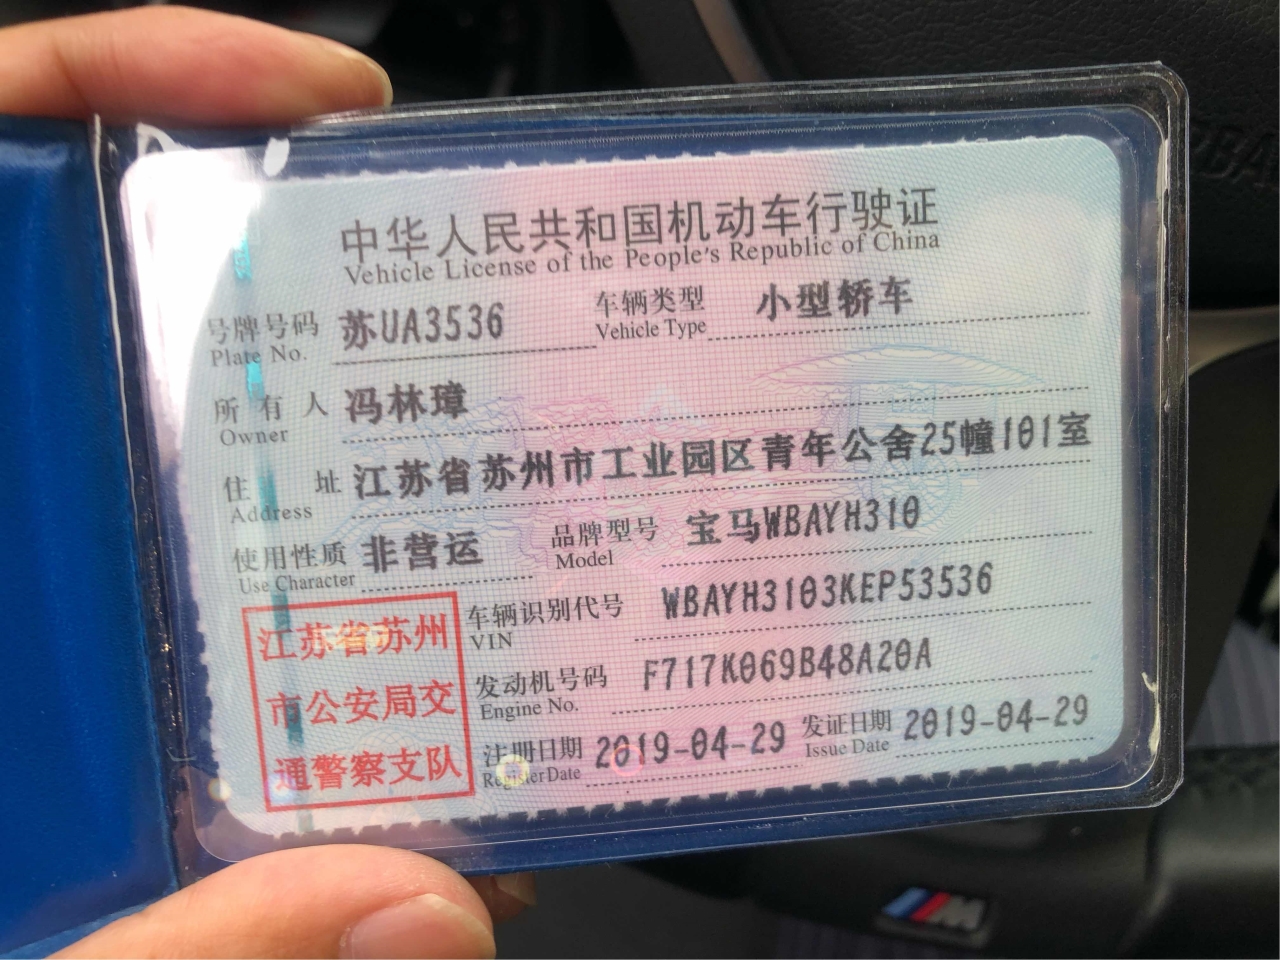 中华人民共和国机动车行驶证
Vehicle License of the People's Republic of China
号牌号码 苏UA3536 车辆类型 小型轿车
Plate No. Vehicle Type
所有人 冯林璋
Owner
住址 江苏省苏州市工业园区青年公舍25幢101室
Address
使用性质 非营运 品牌型号 宝马WBAYH310
Use Character Model
车辆识别代号 WBAYH3103KEP53536
VIN
发动机号码 F717K069B48A20A
Engine No.
注册日期 2019-04-29 发证日期 2019-04-29
Register Date Issue Date
江苏省苏州
市公安局交
通警察支队
M